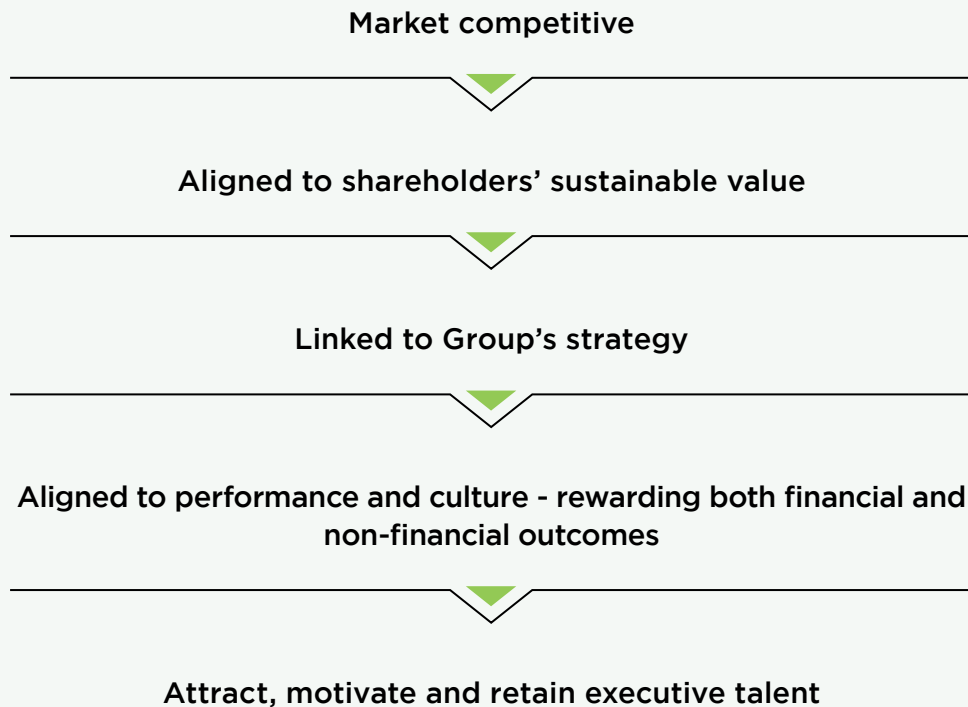 Market competitive
Aligned to shareholders’ sustainable value
Linked to Group’s strategy
Aligned to performance and culture - rewarding both financial and
non-financial outcomes
Attract, motivate and retain executive talent